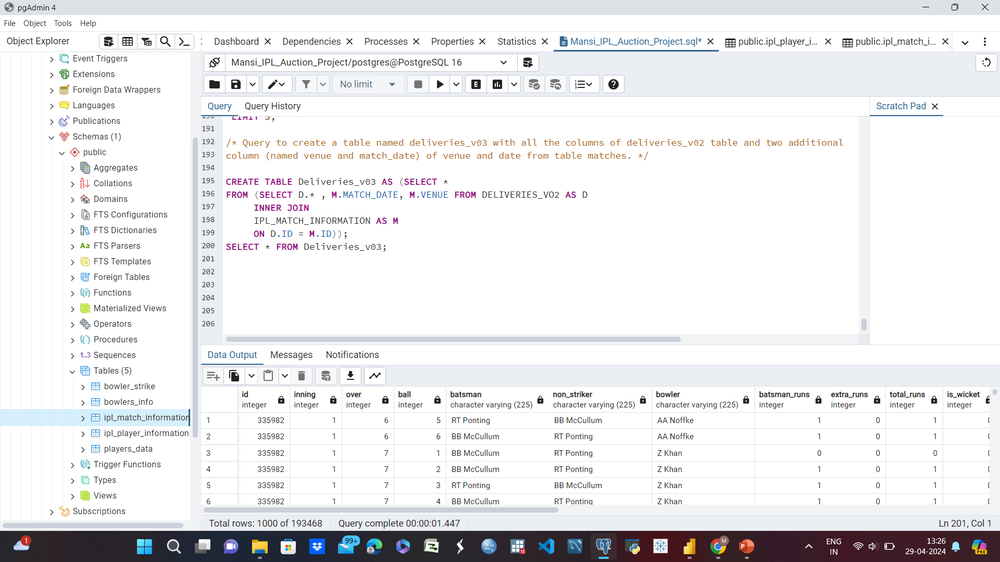 pgAdmin 4
File Object Tools Help
Object Explorer
Dashboard Dependencies Processes Properties Statistics Mansi_IPL_Auction_Project.sql* public.ipl_player_i... public.ipl_match_i...
Mansi_IPL_Auction_Project/postgres@PostgreSQL 16
No limit
E
Query Query History
Scratch Pad
Event Triggers
Extensions
Foreign Data Wrappers
Languages
Publications
Schemas (1)
public
Aggregates
Collations
Domains
FTS Configurations
FTS Dictionaries
Aa FTS Parsers
FTS Templates
Foreign Tables
Functions
Materialized Views
Operators
Procedures
1..3 Sequences
Tables (5)
bowler_strike
bowlers_info
ipl_match_information
ipl_player_information
players_data
Trigger Functions
Types
Views
Subscriptions
190 LIMIT 5;
191
192 /* Query to create a table named deliveries_v03 with all the columns of deliveries_v02 table and two additional
193 column (named venue and match_date) of venue and date from table matches. */
194
195 CREATE TABLE Deliveries_v03 AS (SELECT *
196 FROM (SELECT D.* , M.MATCH_DATE, M.VENUE FROM DELIVERIES_VO2 AS D
197 INNER JOIN
198 IPL_MATCH_INFORMATION AS M
199 ON D.ID = M.ID));
200 SELECT * FROM Deliveries_v03;
201
202
203
204
205
206
Data Output Messages Notifications
id inning over ball batsman non_striker bowler batsman_runs extra_runs total_runs is_wicket
integer integer integer integer character varying (225) character varying (225) character varying (225) integer integer integer integer
1 335982 1 6 5 RT Ponting BB McCullum AA Noffke 1 0 1 0
2 335982 1 6 6 BB McCullum RT Ponting AA Noffke 1 0 1 0
3 335982 1 7 1 BB McCullum RT Ponting Z Khan 0 0 0 0
4 335982 1 7 2 BB McCullum RT Ponting Z Khan 1 0 1 0
5 335982 1 7 3 RT Ponting BB McCullum Z Khan 1 0 1 0
6 335982 1 7 4 BB McCullum RT Ponting Z Khan 1 0 1 0
Total rows: 1000 of 193468 Query complete 00:00:01.447 Ln 201, Col 1
1
99+
15
M
P
ENG
IN
13:26
29-04-2024
PRE